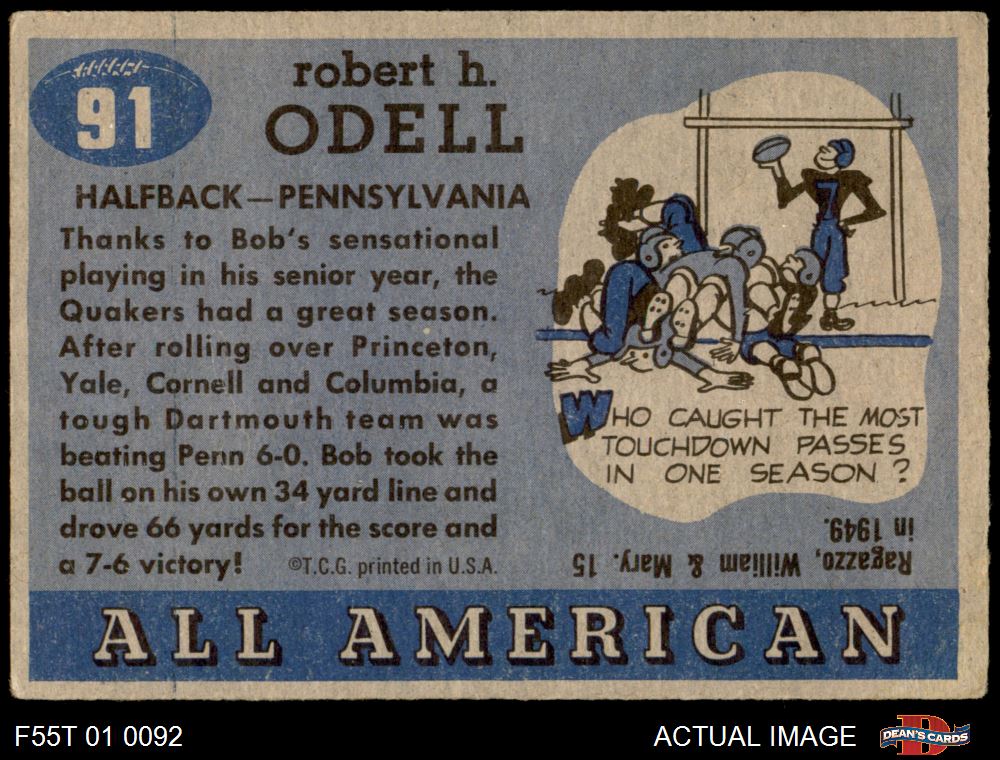 91
robert h.
ODELL
HALFBACK—PENNSYLVANIA
Thanks to Bob's sensational
playing in his senior year, the
Quakers had a great season.
After rolling over Princeton,
Yale, Cornell and Columbia, a
tough Dartmouth team was
beating Penn 6-0. Bob took the
ball on his own 34 yard line and
drove 66 yards for the score and
a 7-6 victory!
©T.C.G. printed in U.S.A.
7
WHO CAUGHT THE MOST
TOUCHDOWN PASSES
IN ONE SEASON?
Ragazzo, William & Mary. 15
in 1949.
ALL AMERICAN
F55T 01 0092
ACTUAL IMAGE
D
DEAN'S CARDS